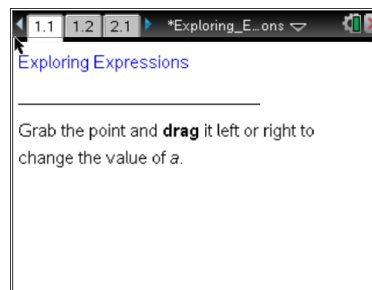 1.1 1.2 2.1 *Exploring_E...ons
Exploring Expressions
Grab the point and drag it left or right to
change the value of a.